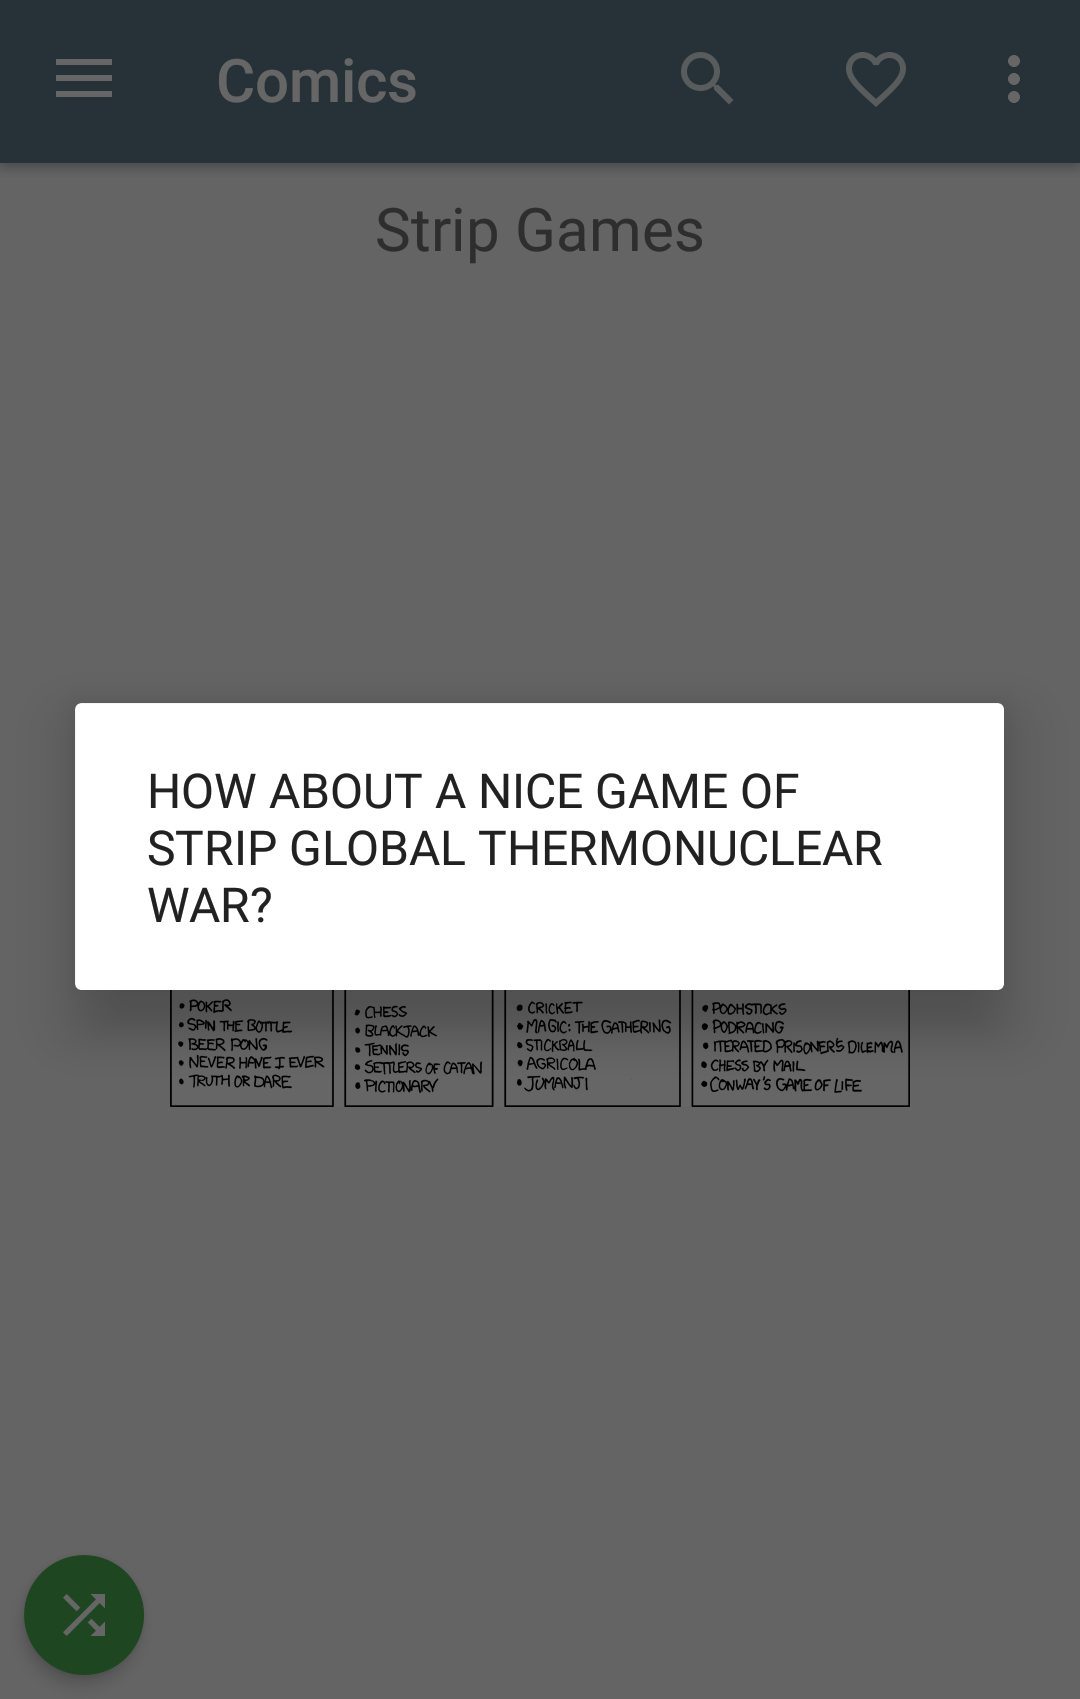 Comics
Strip Games
HOW ABOUT A NICE GAME OF
STRIP GLOBAL THERMONUCLEAR
WAR?
• POKER
• SPIN THE BOTTLE
• BEER PONG
• NEVER HAVE I EVER
• TRUTH OR DARE
• CHESS
• BLACKJACK
• TENNIS
• SETTLERS OF CATAN
• PICTIONARY
• CRICKET
• MAGIC: THE GATHERING
• STICKBALL
• AGRICOLA
• JUMANJI
• POOHSTICKS
• PODRACING
• ITERATED PRISONER'S DILEMMA
• CHESS BY MAIL
• CONWAY'S GAME OF LIFE